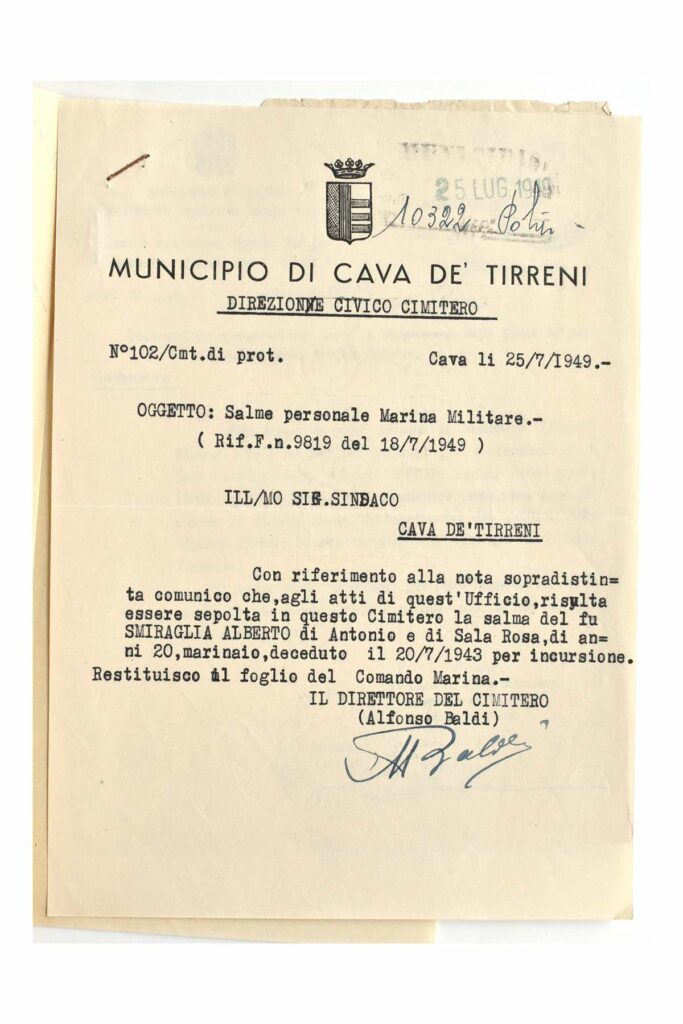 25 LUG 1949
10322
MUNICIPIO DI CAVA DE' TIRRENI
DIREZIONE CIVICO CIMITERO
N°102/Cmt.di prot. Cava li 25/7/1949.-
OGGETTO: Salme personale Marina Militare.-
( Rif.F.n.9819 del 18/7/1949 )
ILL/MO SIG.SINDACO
CAVA DE'TIRRENI
Con riferimento alla nota sopradistin=
ta comunico che,agli atti di quest'Ufficio,risulta
essere sepolta in questo Cimitero la salma del fu
SMIRAGLIA ALBERTO di Antonio e di Sala Rosa,di an=
ni 20,marinaio,deceduto il 20/7/1943 per incursione.
Restituisco il foglio del Comando Marina.-
IL DIRETTORE DEL CIMITERO
(Alfonso Baldi)
ABaldi